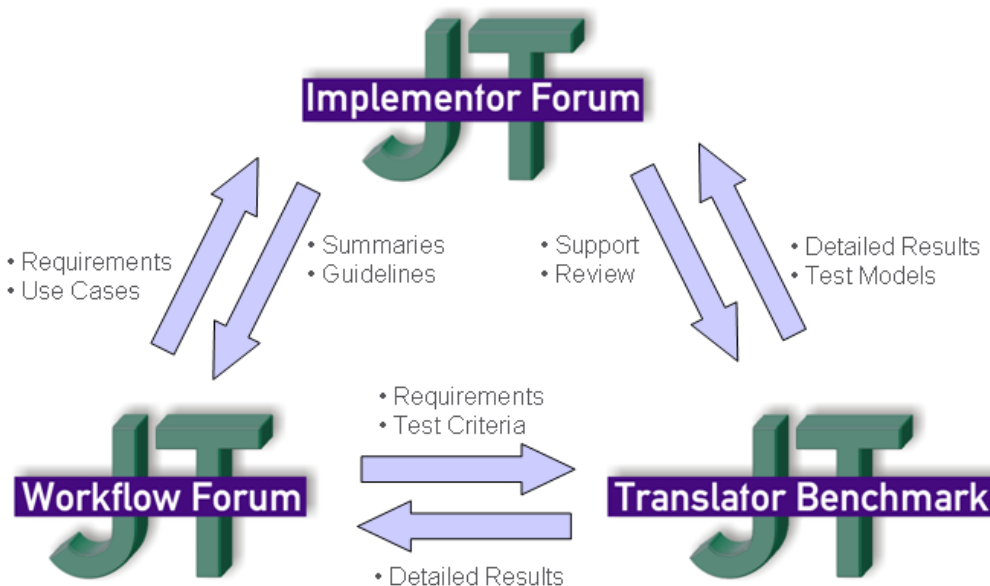 JT
Implementor Forum
• Requirements
• Use Cases
• Summaries
• Guidelines
• Support
• Review
• Detailed Results
• Test Models
• Requirements
• Test Criteria
JT
Workflow Forum
JT
Translator Benchmark
• Detailed Results